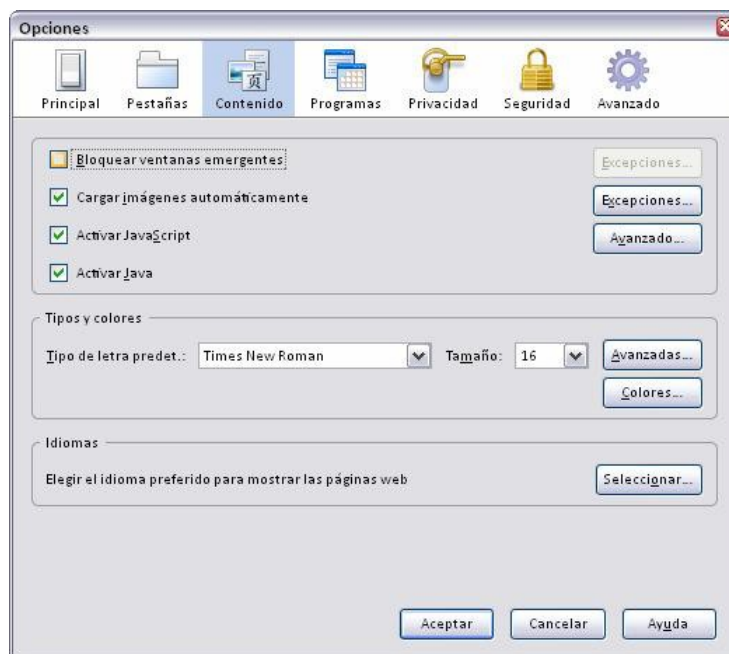 Opciones
Principal Pestañas Contenido Programas Privacidad Seguridad Avanzado
页
Bloquear ventanas emergentes Excepciones...
Cargar imágenes automáticamente Excepciones...
Activar JavaScript Avanzado...
Activar Java
Tipos y colores
Tipo de letra predet.: Times New Roman Tamaño: 16 Avanzadas...
Colores...
Idiomas
Elegir el idioma preferido para mostrar las páginas web Seleccionar...
Aceptar Cancelar Ayuda